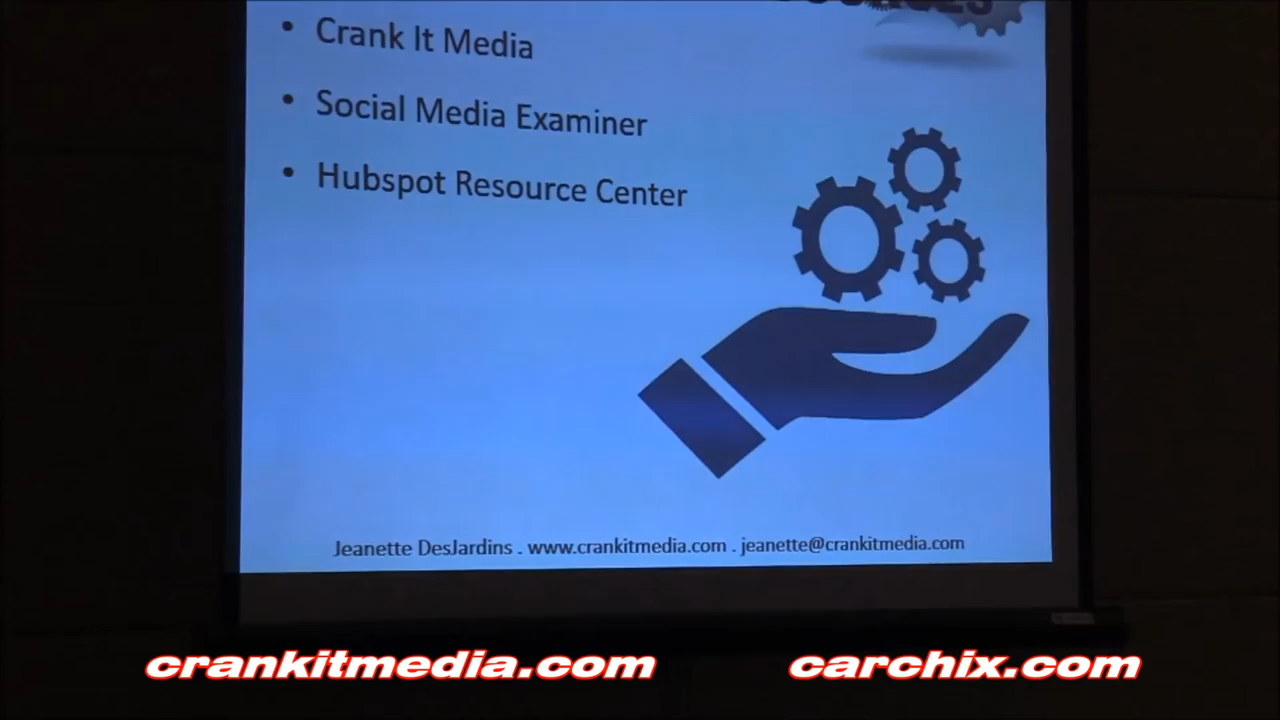 • Crank It Media
• Social Media Examiner
• Hubspot Resource Center
Jeanette DesJardins . www.crankitmedia.com . jeanette@crankitmedia.com
crankitmedia.com carchix.com